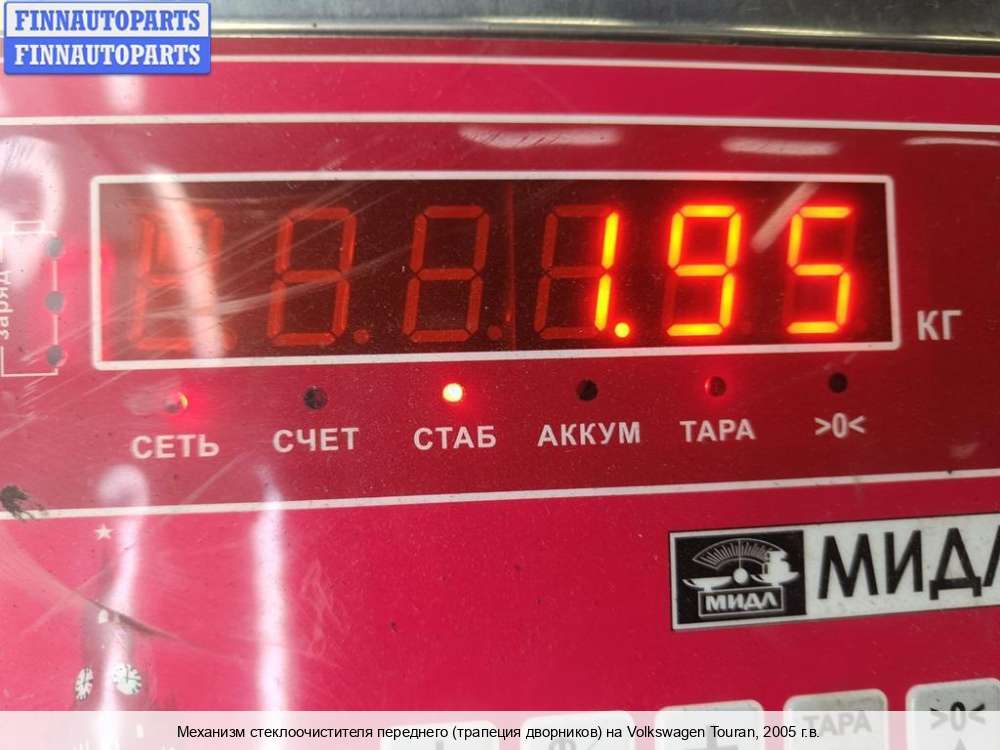 FINNAUTOPARTS
FINNAUTOPARTS
заряд
1.95
КГ
СЕТЬ СЧЕТ СТАБ АККУМ ТАРА >0<
МИДЛ
МИДЛ
ТАРА >0<
Механизм стеклоочистителя переднего (трапеция дворников) на Volkswagen Touran, 2005 г.в.